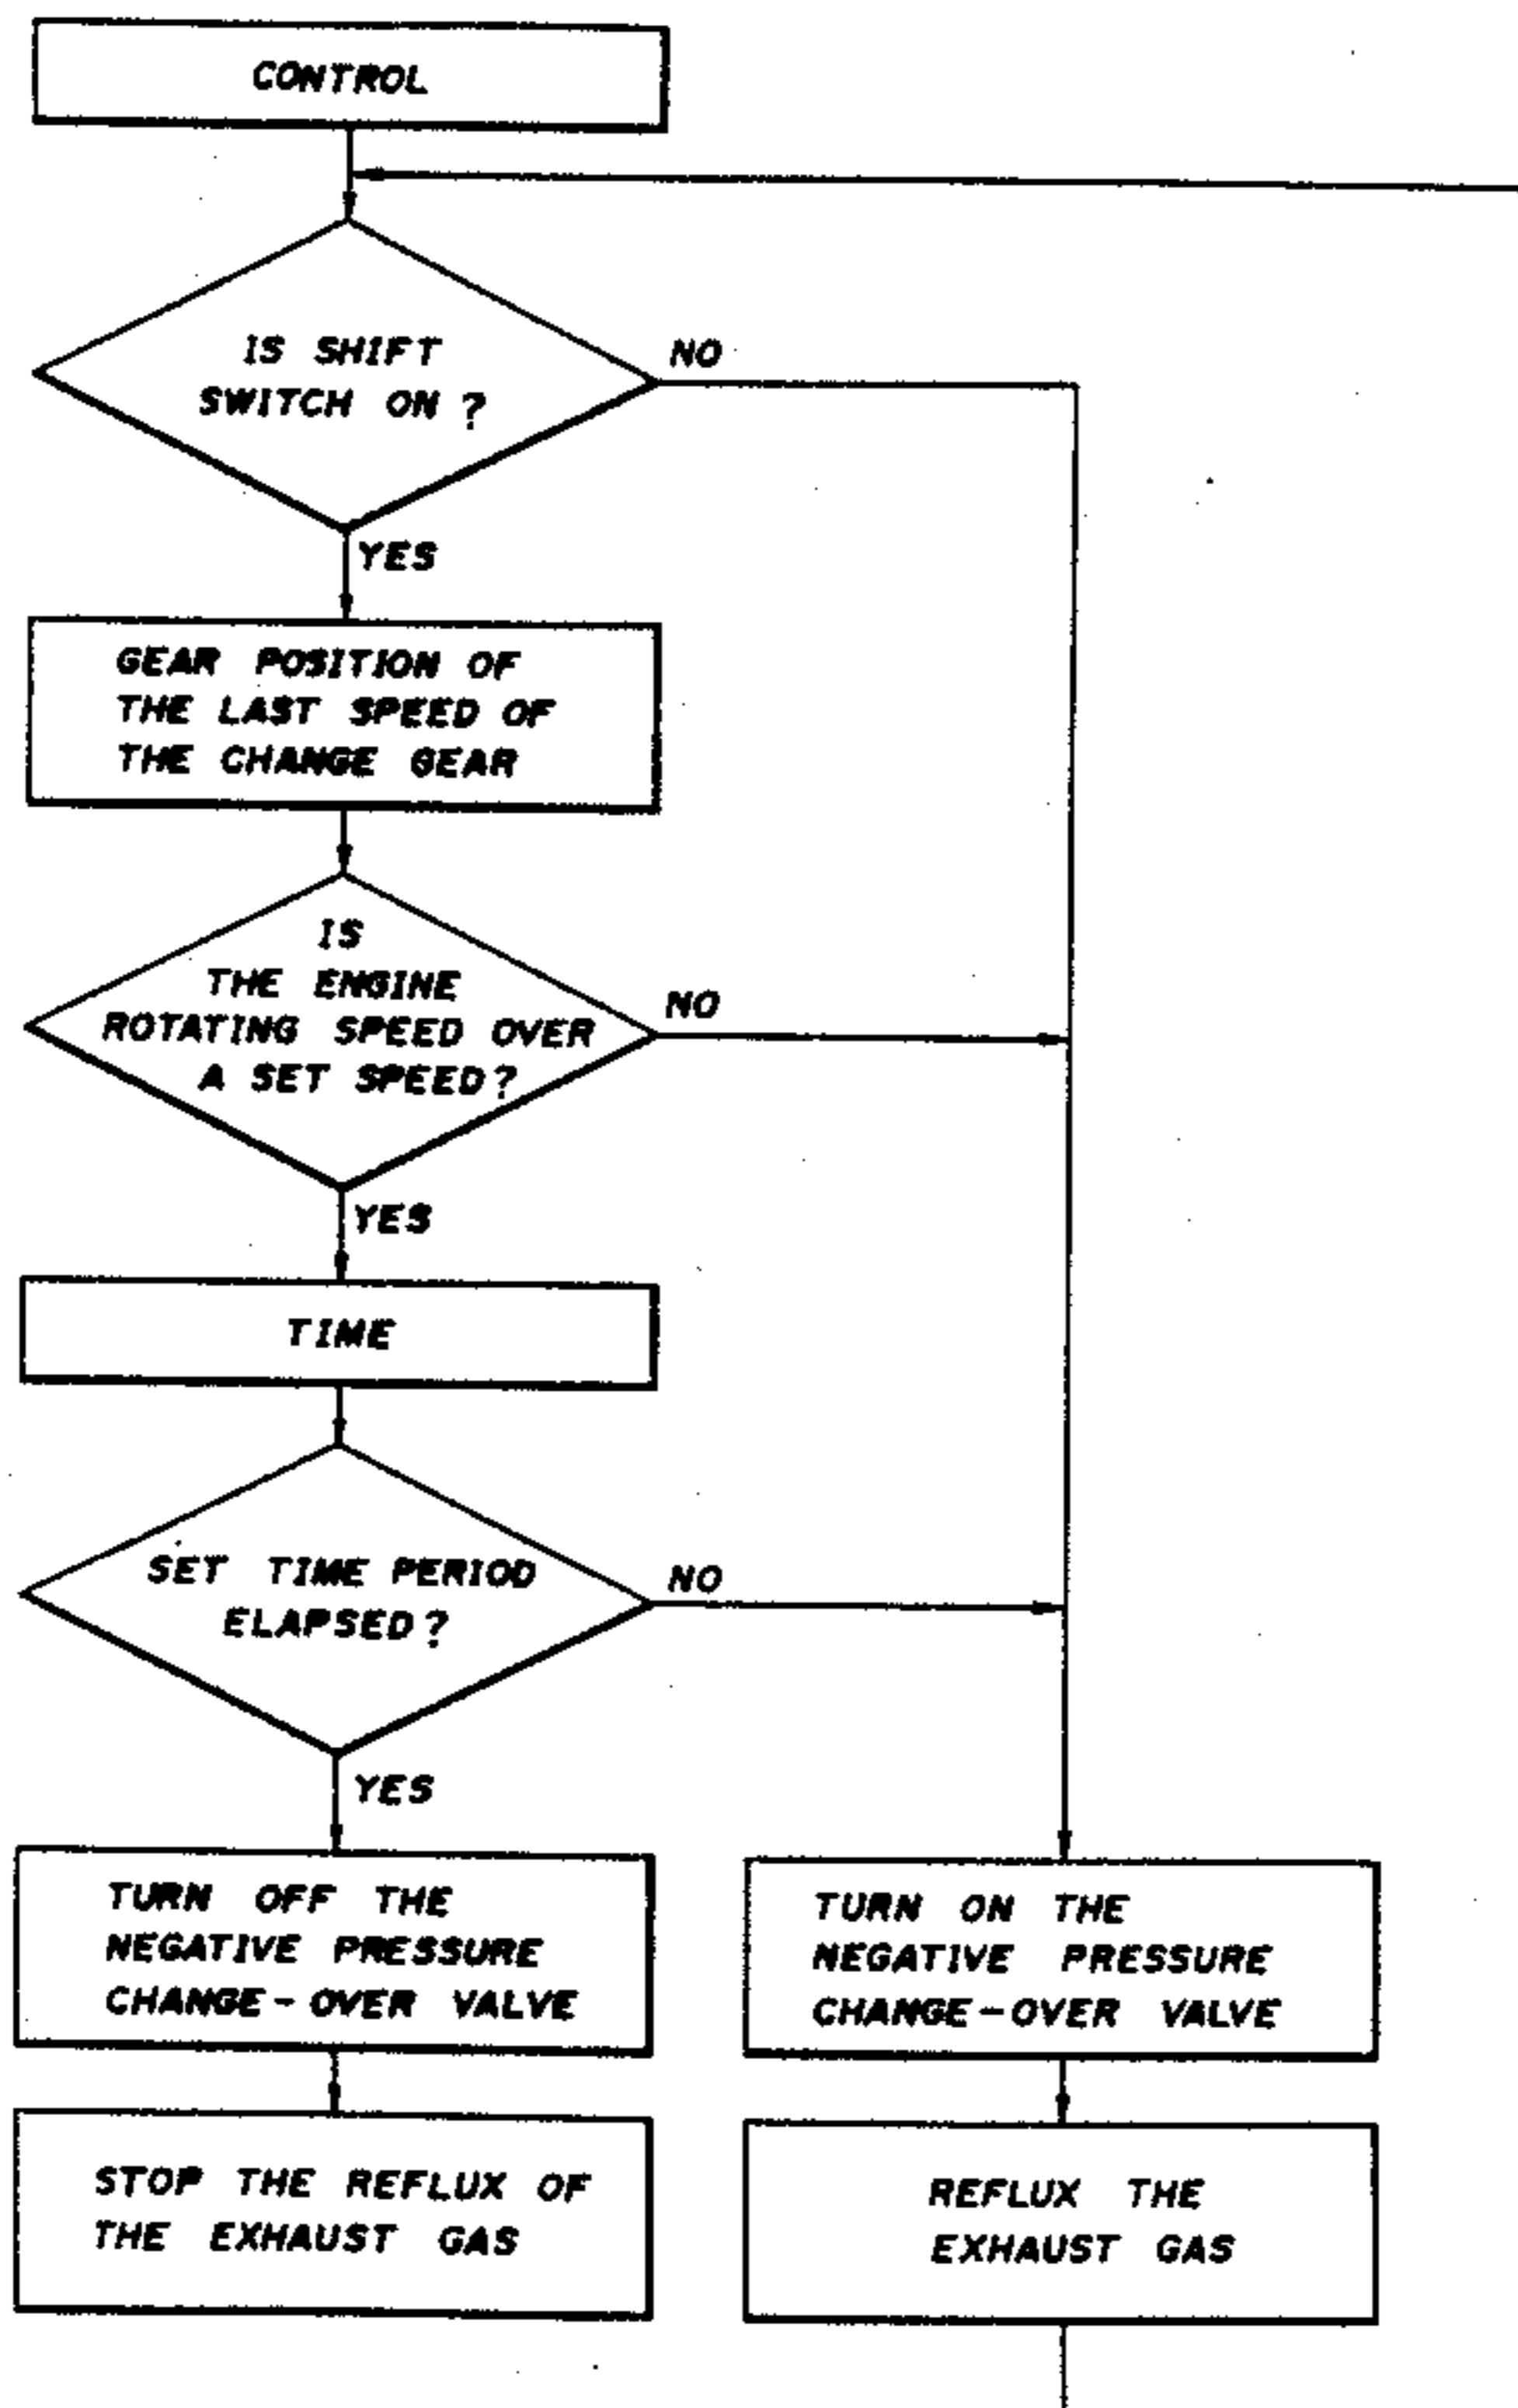 CONTROL
IS SHIFT
SWITCH ON ?
NO
YES
GEAR POSITION OF
THE LAST SPEED OF
THE CHANGE GEAR
IS
THE ENGINE
ROTATING SPEED OVER
A SET SPEED?
NO
YES
TIME
SET TIME PERIOD
ELAPSED?
NO
YES
TURN OFF THE
NEGATIVE PRESSURE
CHANGE-OVER VALVE
TURN ON THE
NEGATIVE PRESSURE
CHANGE-OVER VALVE
STOP THE REFLUX OF
THE EXHAUST GAS
REFLUX THE
EXHAUST GAS